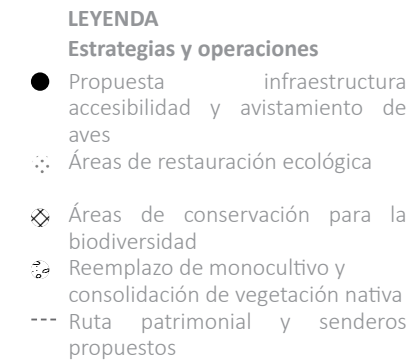 LEYENDA
Estrategias y operaciones
Propuesta infraestructura
accesibilidad y avistamiento de
aves
Áreas de restauración ecológica
Áreas de conservación para la
biodiversidad
Reemplazo de monocultivo y
consolidación de vegetación nativa
Ruta patrimonial y senderos
propuestos